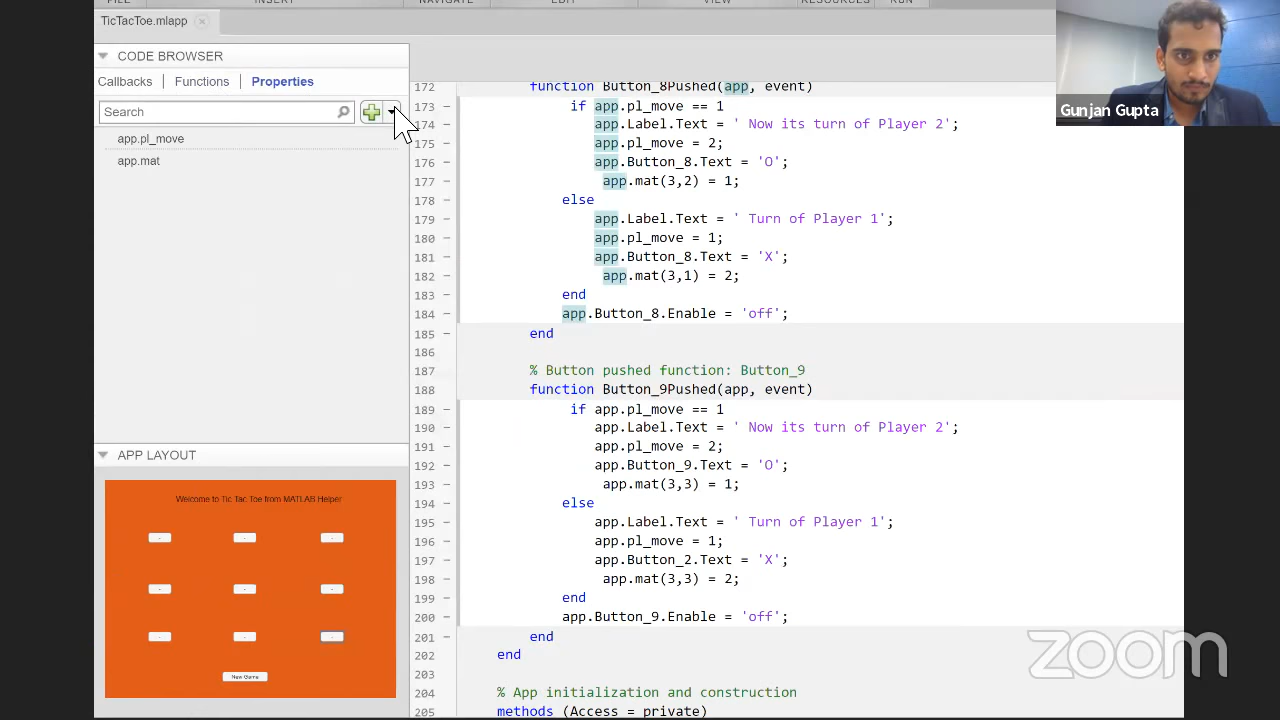 FILE INSERT NAVIGATE EDIT VIEW RESOURCES RUN
TicTacToe.mlapp
CODE BROWSER
Callbacks Functions Properties
Search
app.pl_move
app.mat
172 function Button_8Pushed(app, event)
173 if app.pl_move == 1
174 app.Label.Text = ' Now its turn of Player 2';
175 app.pl_move = 2;
176 app.Button_8.Text = 'O';
177 app.mat(3,2) = 1;
178 else
179 app.Label.Text = ' Turn of Player 1';
180 app.pl_move = 1;
181 app.Button_8.Text = 'X';
182 app.mat(3,1) = 2;
183 end
184 app.Button_8.Enable = 'off';
185 end
186
187 % Button pushed function: Button_9
188 function Button_9Pushed(app, event)
189 if app.pl_move == 1
190 app.Label.Text = ' Now its turn of Player 2';
191 app.pl_move = 2;
192 app.Button_9.Text = 'O';
193 app.mat(3,3) = 1;
194 else
195 app.Label.Text = ' Turn of Player 1';
196 app.pl_move = 1;
197 app.Button_2.Text = 'X';
198 app.mat(3,3) = 2;
199 end
200 app.Button_9.Enable = 'off';
201 end
202 end
203
204 % App initialization and construction
205 methods (Access = private)
APP LAYOUT
Welcome to Tic Tac Toe from MATLAB Helper
New Game
Gunjan Gupta
zoom